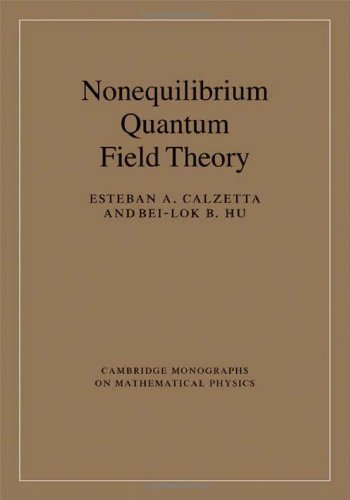 Nonequilibrium
Quantum
Field Theory
ESTEBAN A. CALZETTA
AND BEI-LOK B. HU
CAMBRIDGE MONOGRAPHS
ON MATHEMATICAL PHYSICS